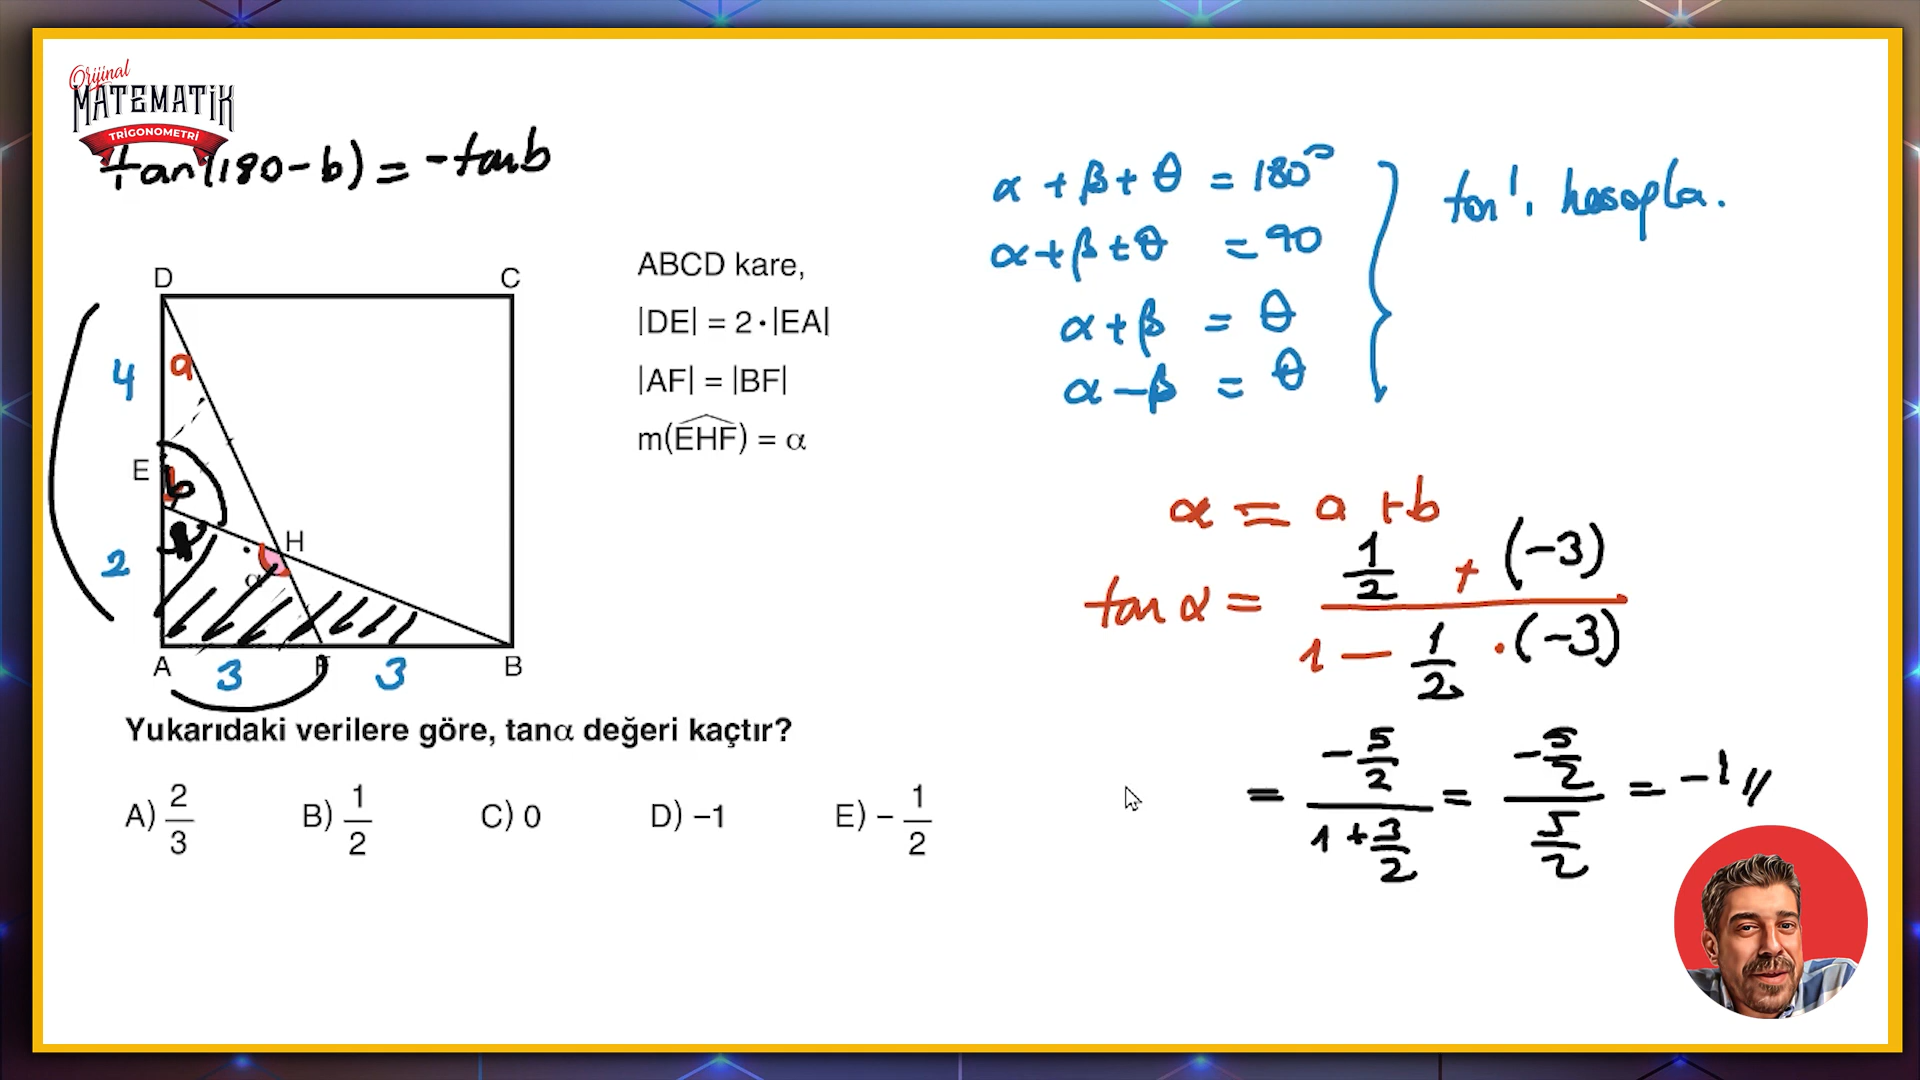 Orijinal
MATEMATİK
TRİGONOMETRİ
tan(180-b) = -tan b
α + β + θ = 180°
α + β + θ = 90
α + β = θ
α - β = θ
tan'ı hesapla.
D C
4 a
E b
2 H
α
A F B
3 3
ABCD kare,
|DE| = 2·|EA|
|AF| = |BF|
m(EHF) = α
α = a + b
tan α = (1/2 + (-3)) / (1 - 1/2 · (-3))
= (-5/2) / (1 + 3/2) = (-5/2) / (5/2) = -1 //
Yukarıdaki verilere göre, tanα değeri kaçtır?
A) 2/3 B) 1/2 C) 0 D) –1 E) –1/2